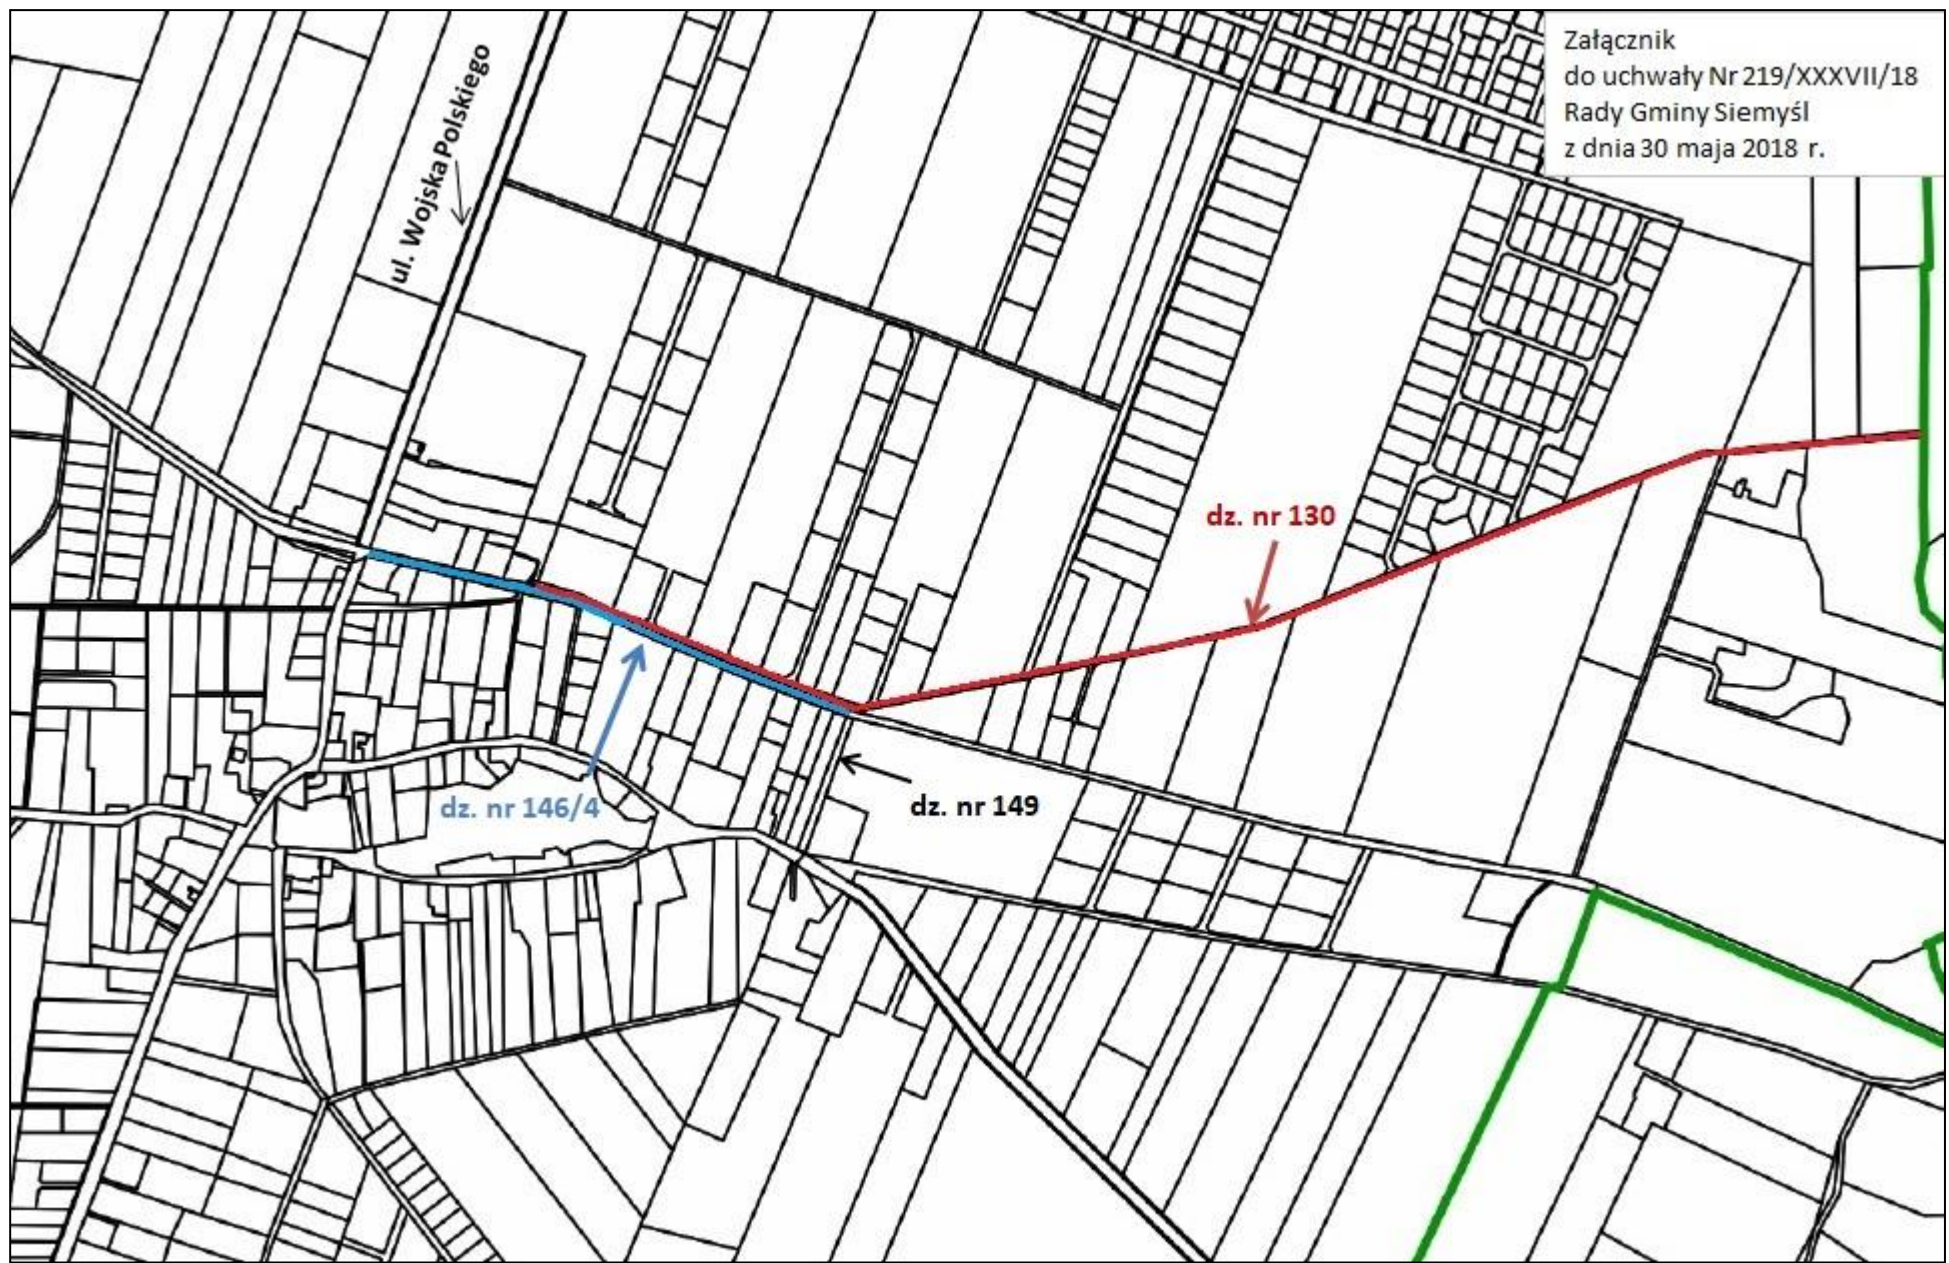 Załącznik
do uchwały Nr 219/XXXVII/18
Rady Gminy Siemyśl
z dnia 30 maja 2018 r.
ul. Wojska Polskiego
dz. nr 130
dz. nr 146/4
dz. nr 149